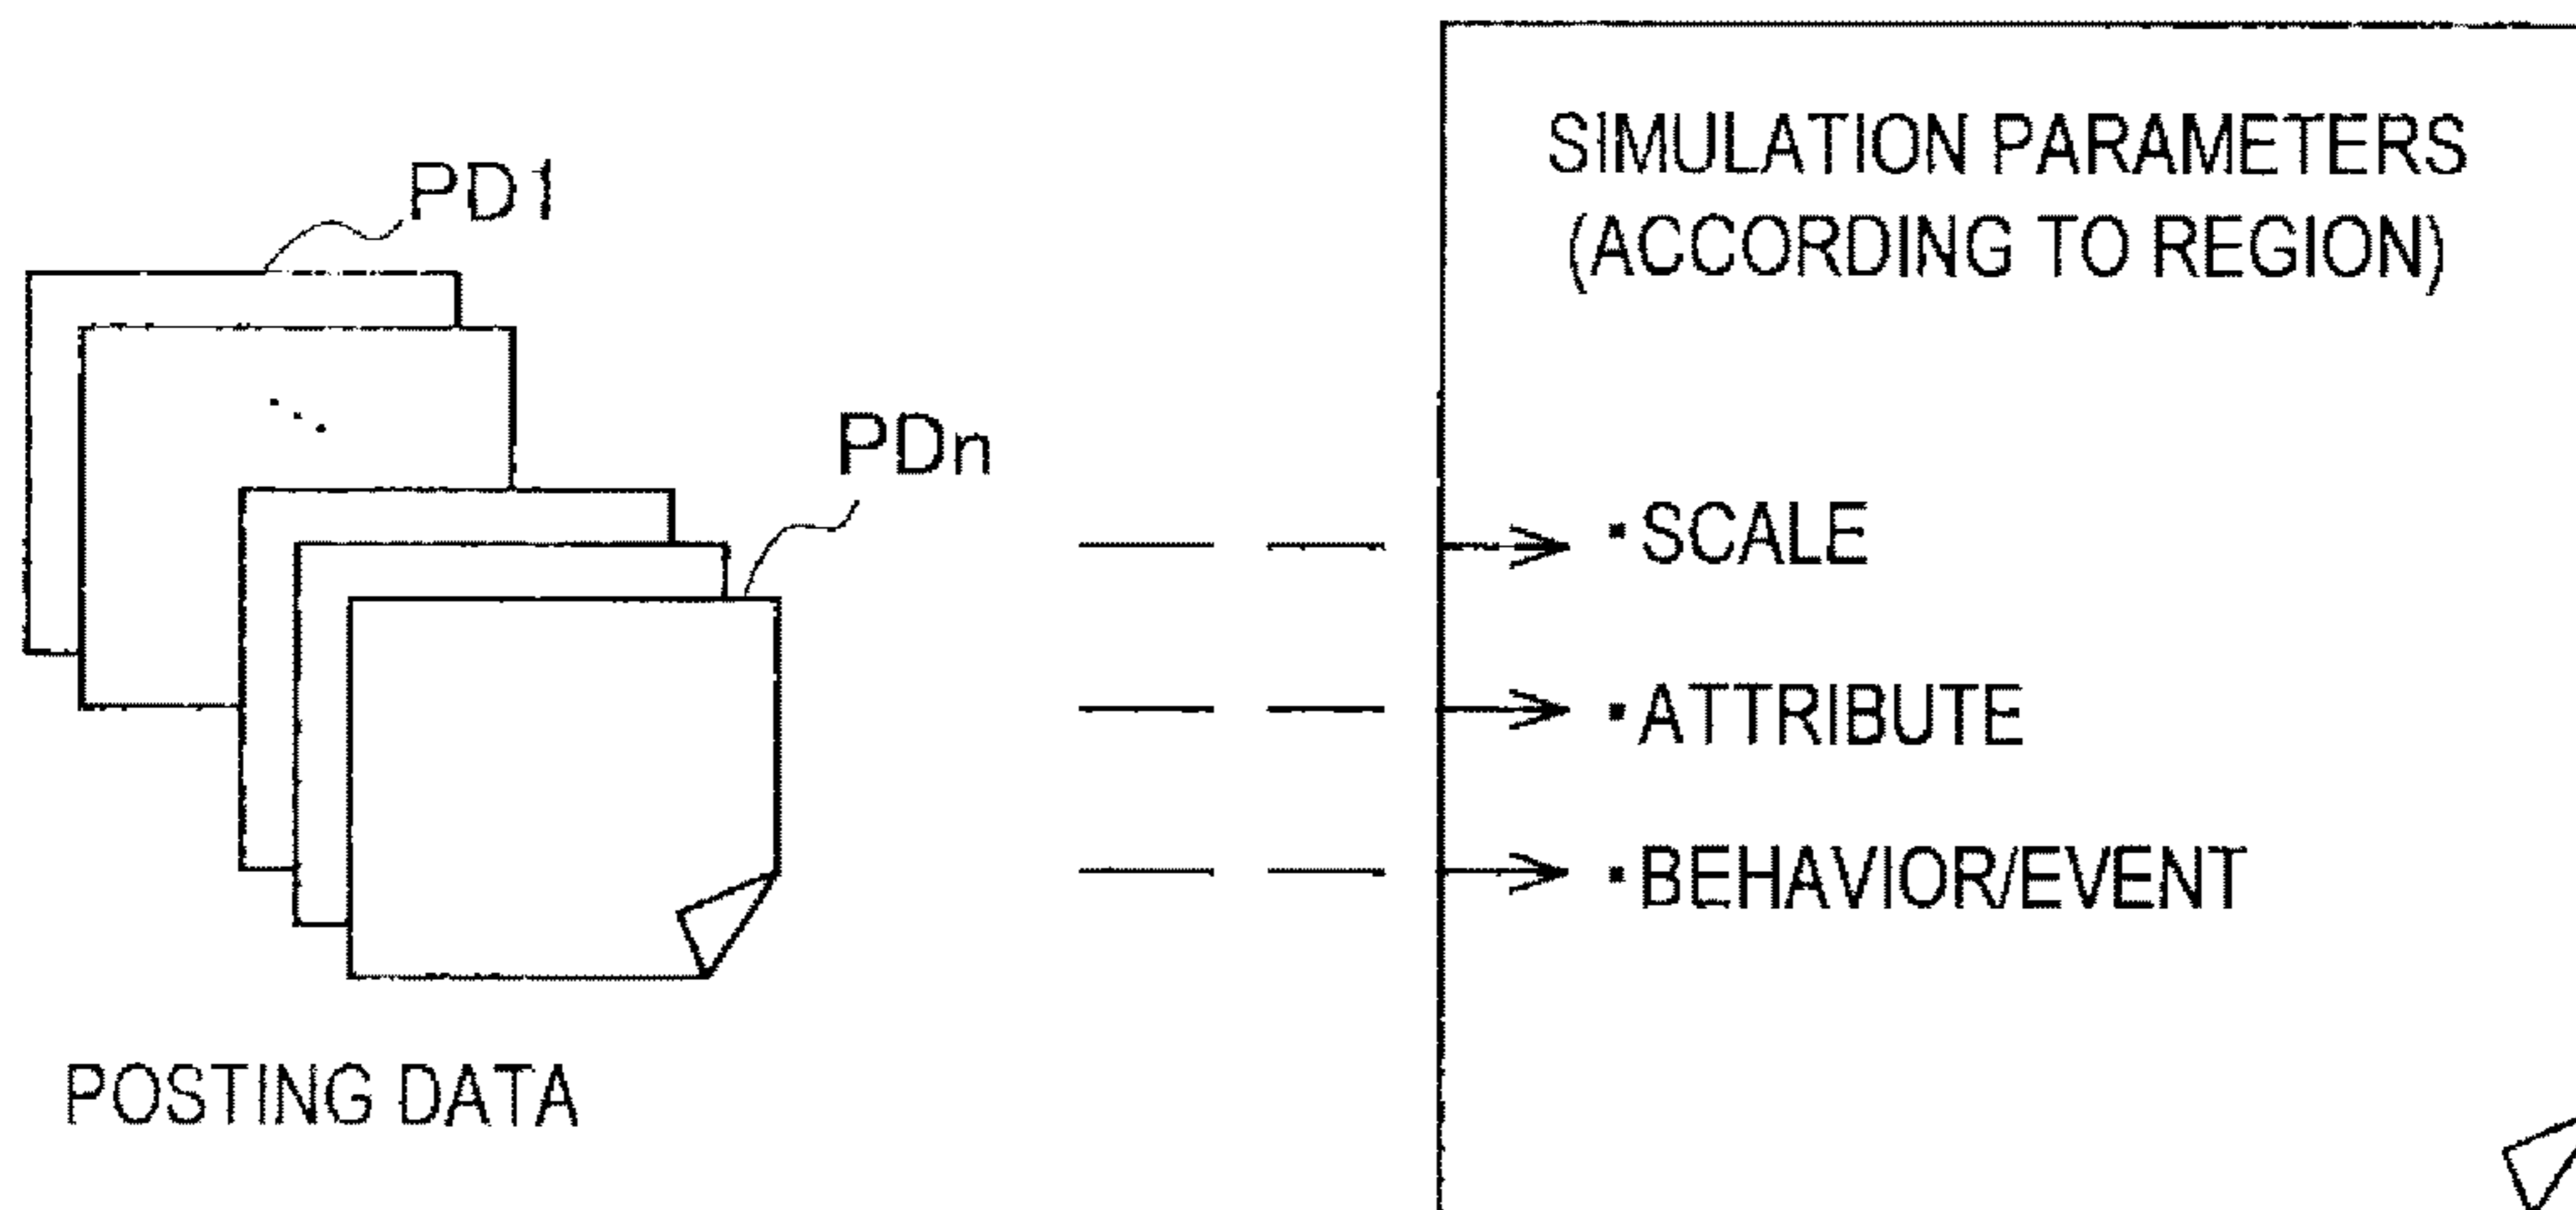 PD1
PDn
POSTING DATA
SIMULATION PARAMETERS
(ACCORDING TO REGION)
・SCALE
・ATTRIBUTE
・BEHAVIOR/EVENT